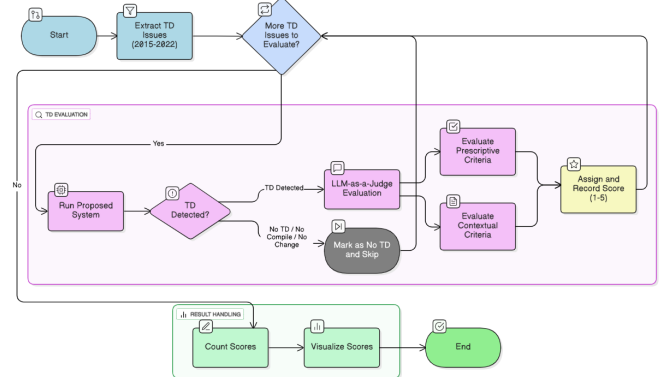 Start
Extract TD
Issues
(2015-2022)
More TD
Issues to
Evaluate?
TD EVALUATION
Yes
No
Run Proposed
System
TD
Detected?
TD Detected
No TD / No
Compile / No
Change
LLM-as-a-Judge
Evaluation
Mark as No TD
and Skip
Evaluate
Prescriptive
Criteria
Evaluate
Contextual
Criteria
Assign and
Record Score
(1-5)
RESULT HANDLING
Count Scores
Visualize Scores
End